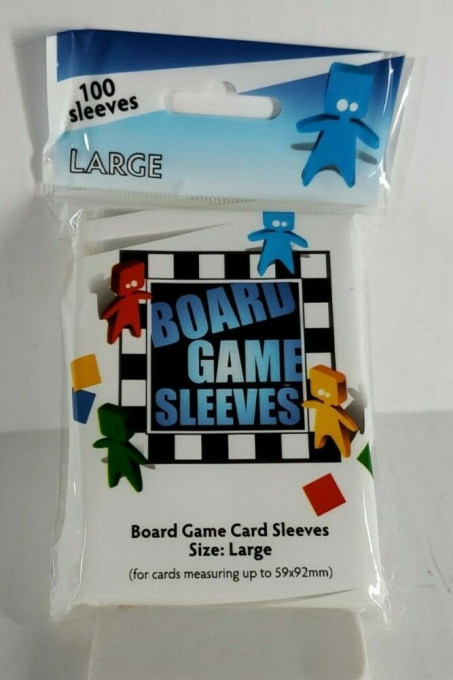 100
sleeves
LARGE
BOARD
GAME
SLEEVES
Board Game Card Sleeves
Size: Large
(for cards measuring up to 59x92mm)